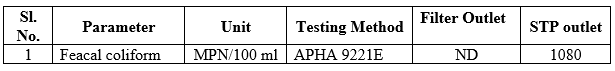 Sl. No. Parameter Unit Testing Method Filter Outlet STP outlet
1 Feacal coliform MPN/100 ml APHA 9221E ND 1080